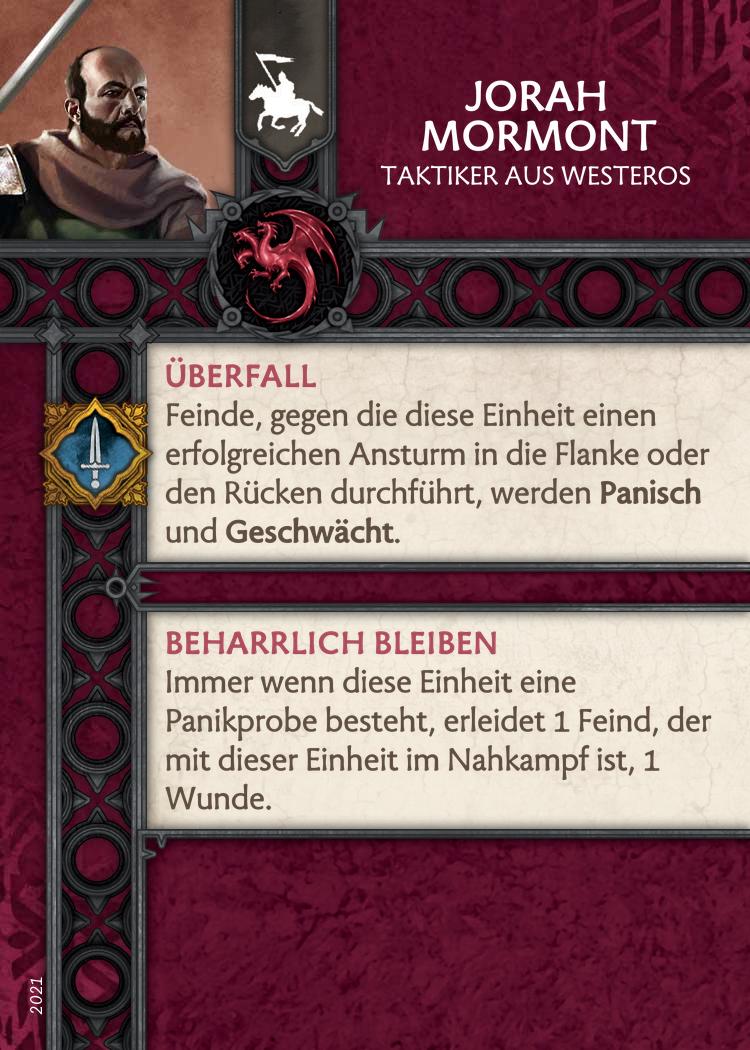 JORAH
MORMONT
TAKTIKER AUS WESTEROS
ÜBERFALL
Feinde, gegen die diese Einheit einen
erfolgreichen Ansturm in die Flanke oder
den Rücken durchführt, werden Panisch
und Geschwächt.
BEHARRLICH BLEIBEN
Immer wenn diese Einheit eine
Panikprobe besteht, erleidet 1 Feind, der
mit dieser Einheit im Nahkampf ist, 1
Wunde.
2021